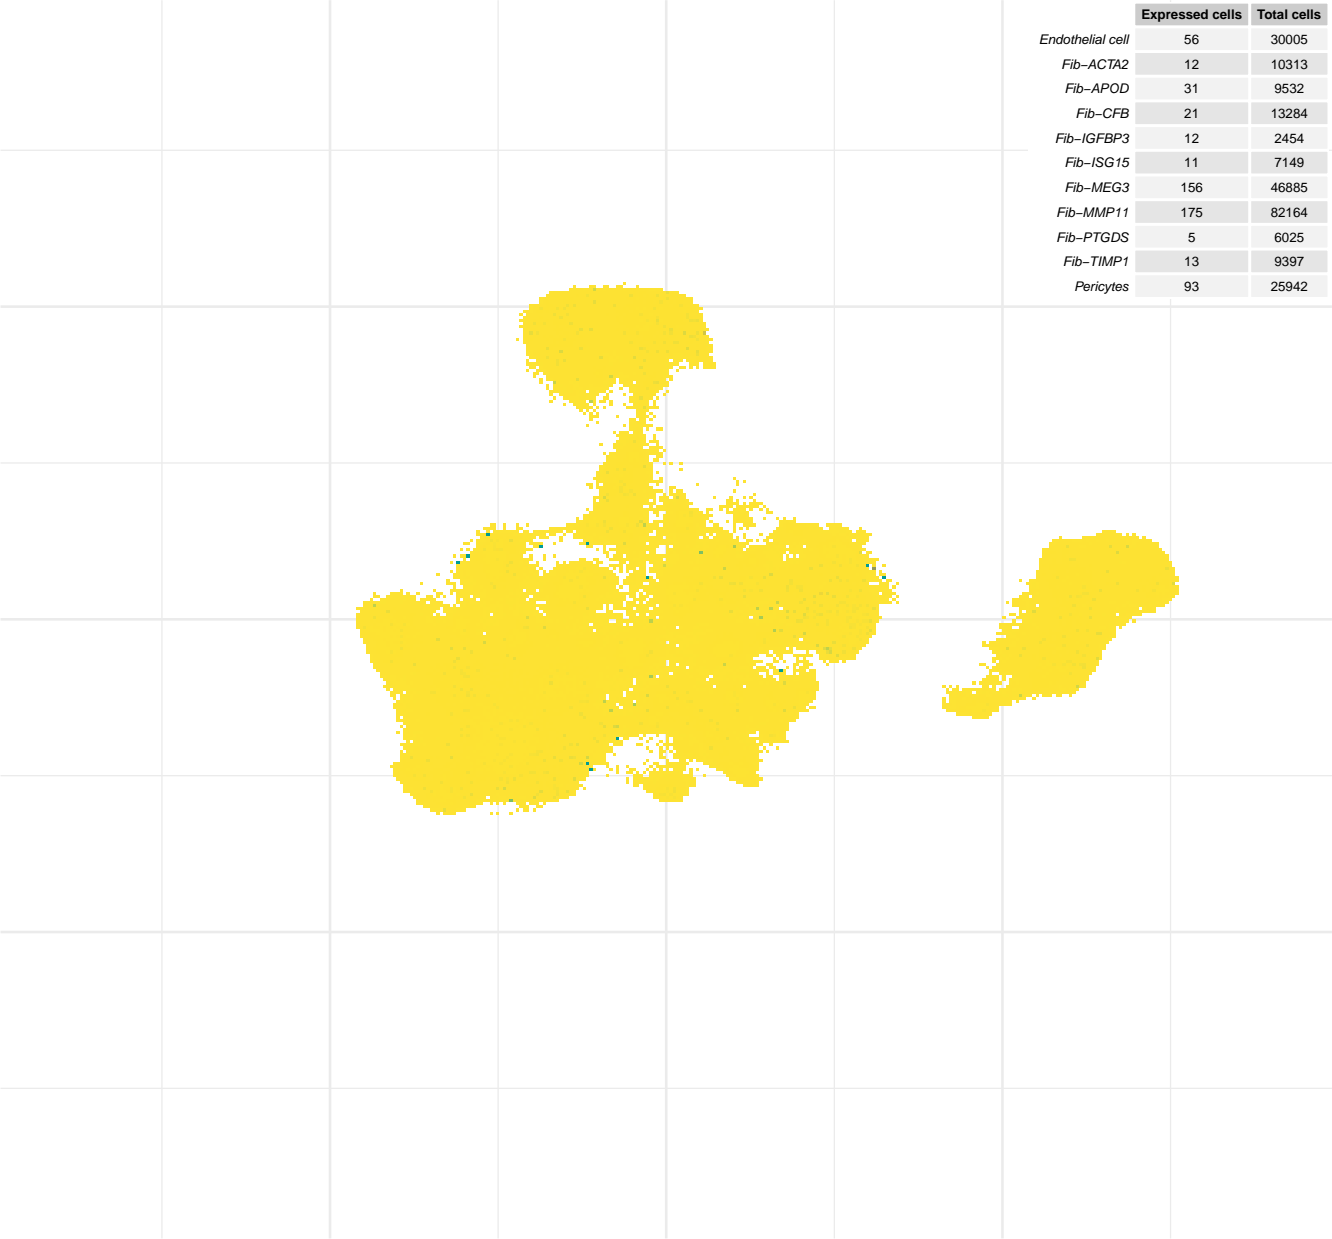 Expressed cells Total cells
Endothelial cell 56 30005
Fib−ACTA2 12 10313
Fib−APOD 31 9532
Fib−CFB 21 13284
Fib−IGFBP3 12 2454
Fib−ISG15 11 7149
Fib−MEG3 156 46885
Fib−MMP11 175 82164
Fib−PTGDS 5 6025
Fib−TIMP1 13 9397
Pericytes 93 25942